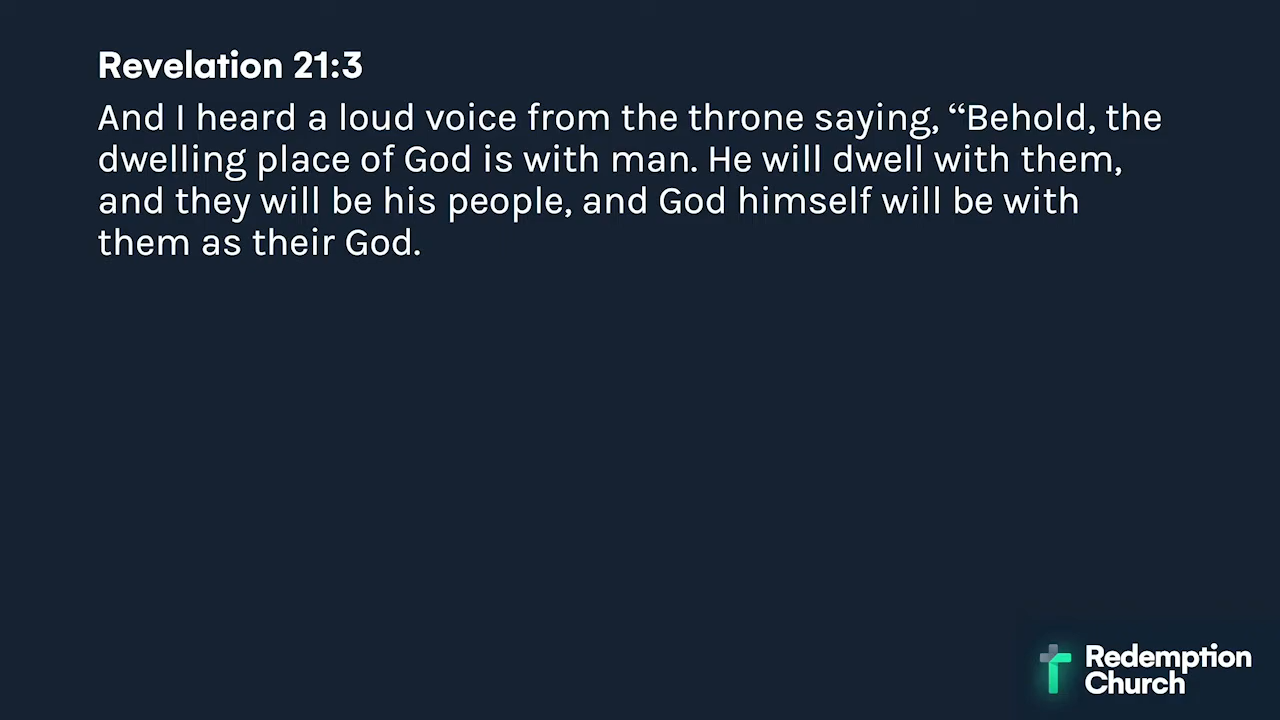 Revelation 21:3
And I heard a loud voice from the throne saying, “Behold, the
dwelling place of God is with man. He will dwell with them,
and they will be his people, and God himself will be with
them as their God.
Redemption
Church